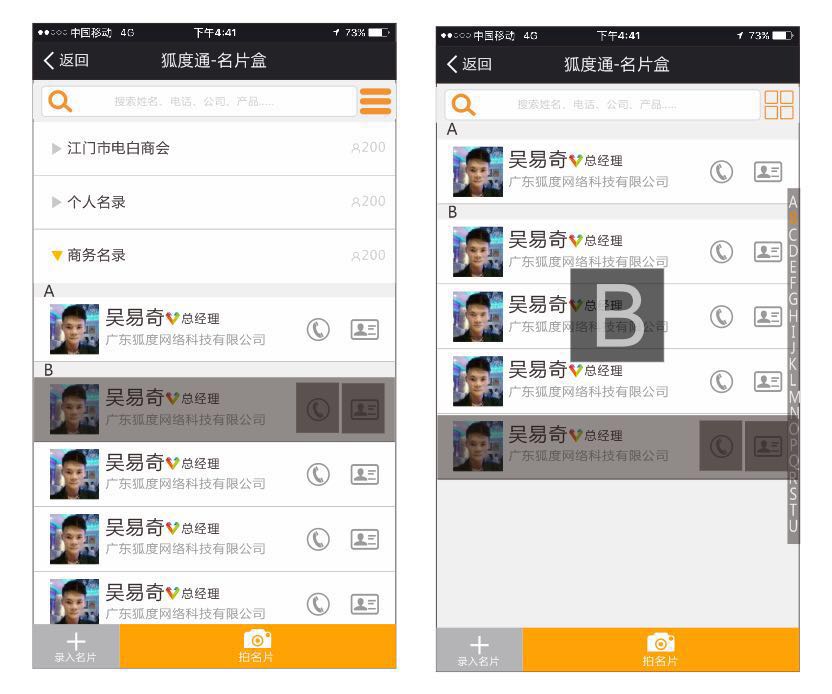 中国移动 4G 下午4:41 73%
返回 狐度通-名片盒
搜索姓名、电话、公司、产品.....
江门市电白商会 200
个人名录 200
商务名录 200
A
吴易奇 总经理
广东狐度网络科技有限公司
B
吴易奇 总经理
广东狐度网络科技有限公司
吴易奇 总经理
广东狐度网络科技有限公司
吴易奇 总经理
广东狐度网络科技有限公司
吴易奇 总经理
广东狐度网络科技有限公司
录入名片 拍名片
中国移动 4G 下午4:41 73%
返回 狐度通-名片盒
搜索姓名、电话、公司、产品.....
A
吴易奇 总经理
广东狐度网络科技有限公司
B
吴易奇 总经理
广东狐度网络科技有限公司
吴易奇 总经理
广东狐度网络科技有限公司
吴易奇 总经理
广东狐度网络科技有限公司
吴易奇 总经理
广东狐度网络科技有限公司
B
A
B
C
D
E
F
G
H
I
J
K
L
M
N
O
P
Q
R
S
T
U
录入名片 拍名片